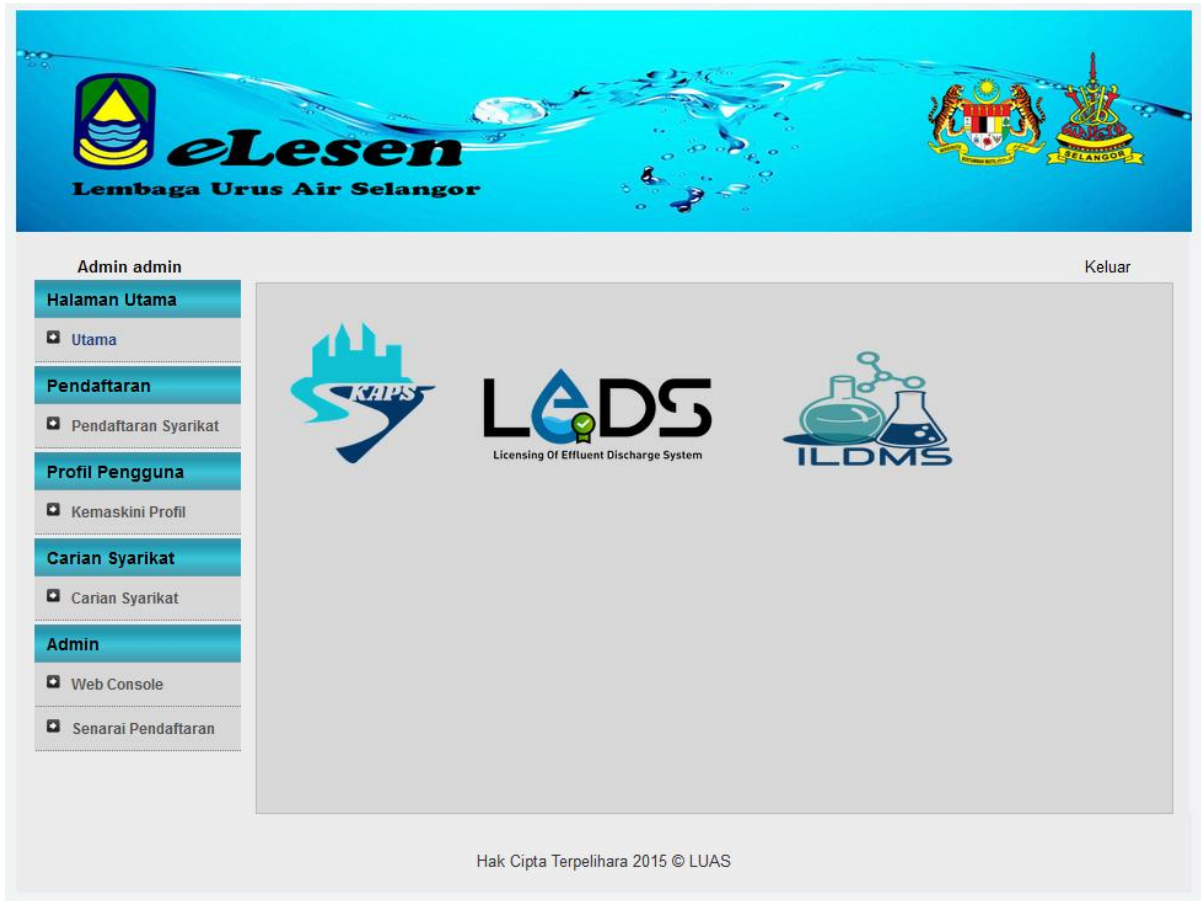 eLesen
Lembaga Urus Air Selangor
SELANGOR
Admin admin
Keluar
Halaman Utama
Utama
Pendaftaran
Pendaftaran Syarikat
Profil Pengguna
Kemaskini Profil
Carian Syarikat
Carian Syarikat
Admin
Web Console
Senarai Pendaftaran
SKAPS
LeDS
Licensing Of Effluent Discharge System
ILDMS
Hak Cipta Terpelihara 2015 © LUAS